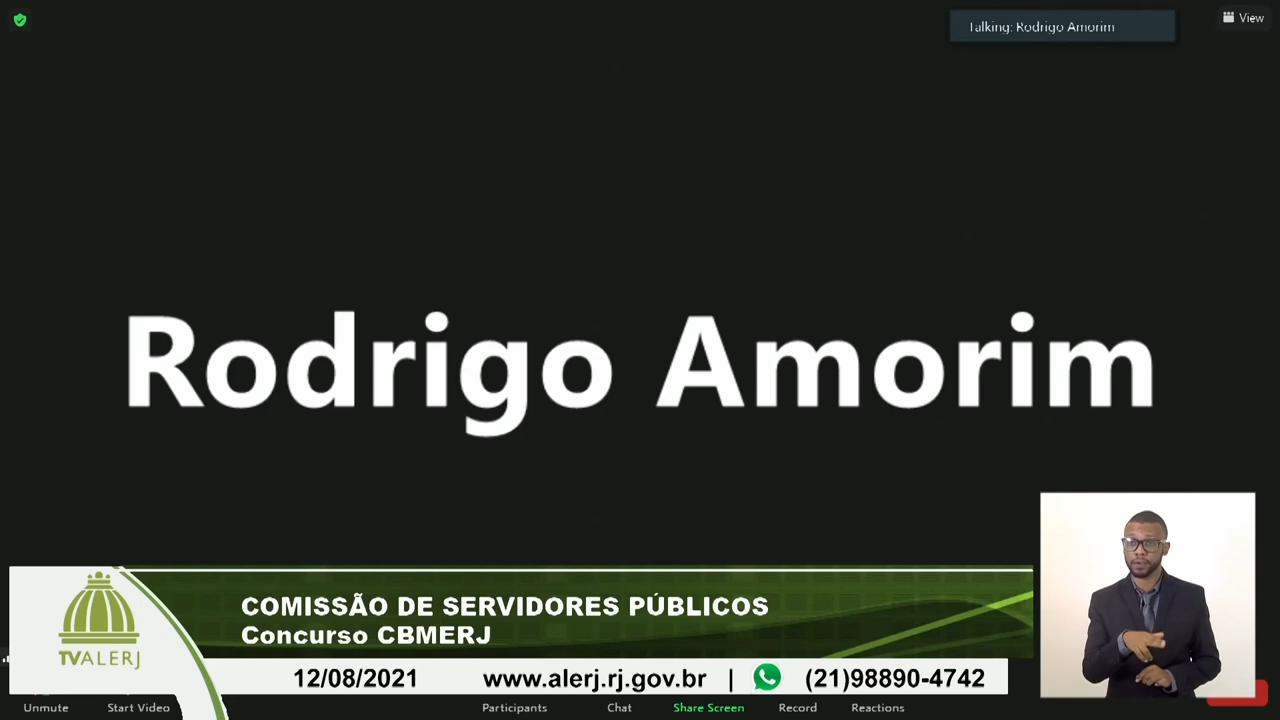 Talking: Rodrigo Amorim
View
Rodrigo Amorim
COMISSÃO DE SERVIDORES PÚBLICOS
Concurso CBMERJ
TVALERJ
12/08/2021 www.alerj.rj.gov.br | (21)98890-4742
Unmute Start Video Participants Chat Share Screen Record Reactions